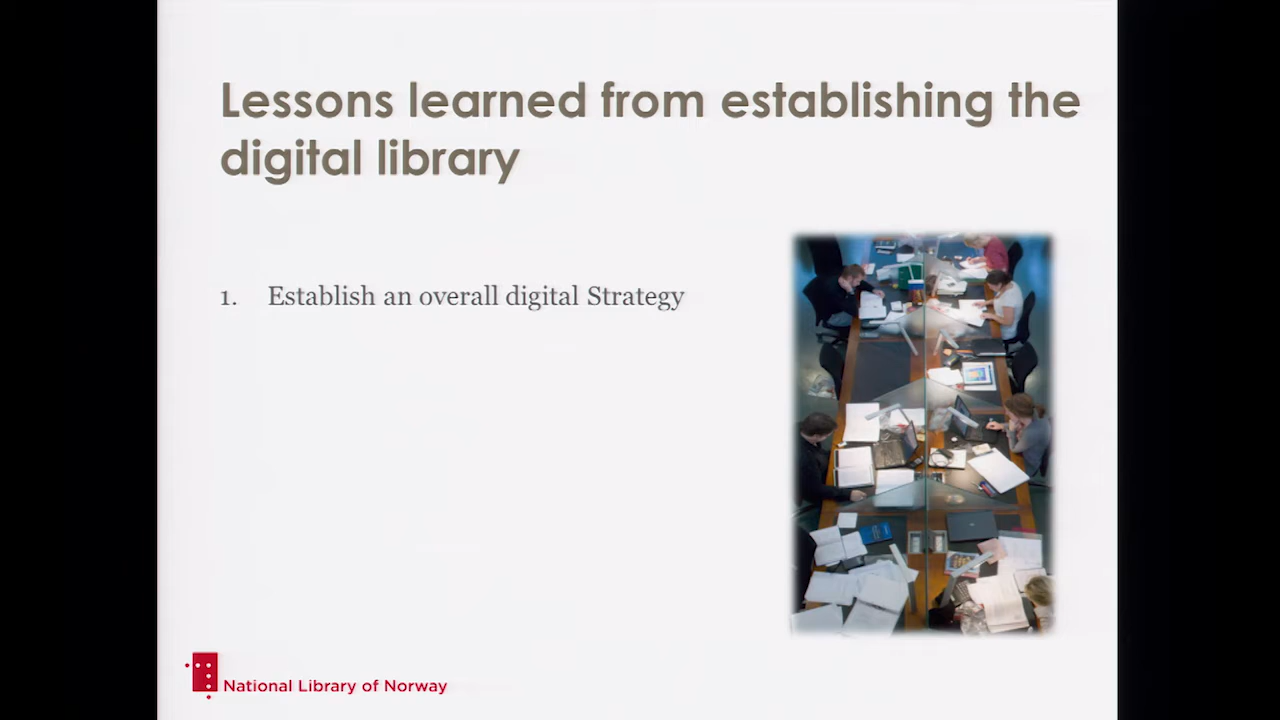 Lessons learned from establishing the
digital library
1. Establish an overall digital Strategy
National Library of Norway